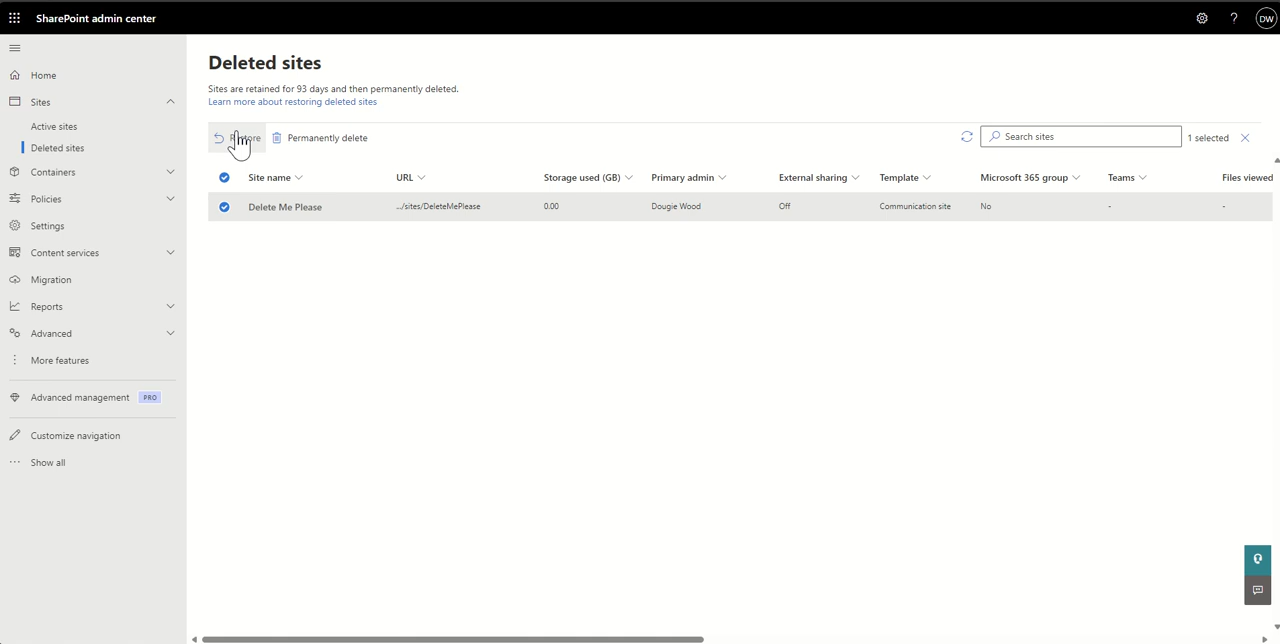 SharePoint admin center
DW
Home
Sites
Active sites
Deleted sites
Containers
Policies
Settings
Content services
Migration
Reports
Advanced
More features
Advanced management PRO
Customize navigation
Show all
Deleted sites
Sites are retained for 93 days and then permanently deleted.
Learn more about restoring deleted sites
Restore Permanently delete Search sites 1 selected
Site name URL Storage used (GB) Primary admin External sharing Template Microsoft 365 group Teams Files viewed
Delete Me Please .../sites/DeleteMePlease 0.00 Dougie Wood Off Communication site No - -